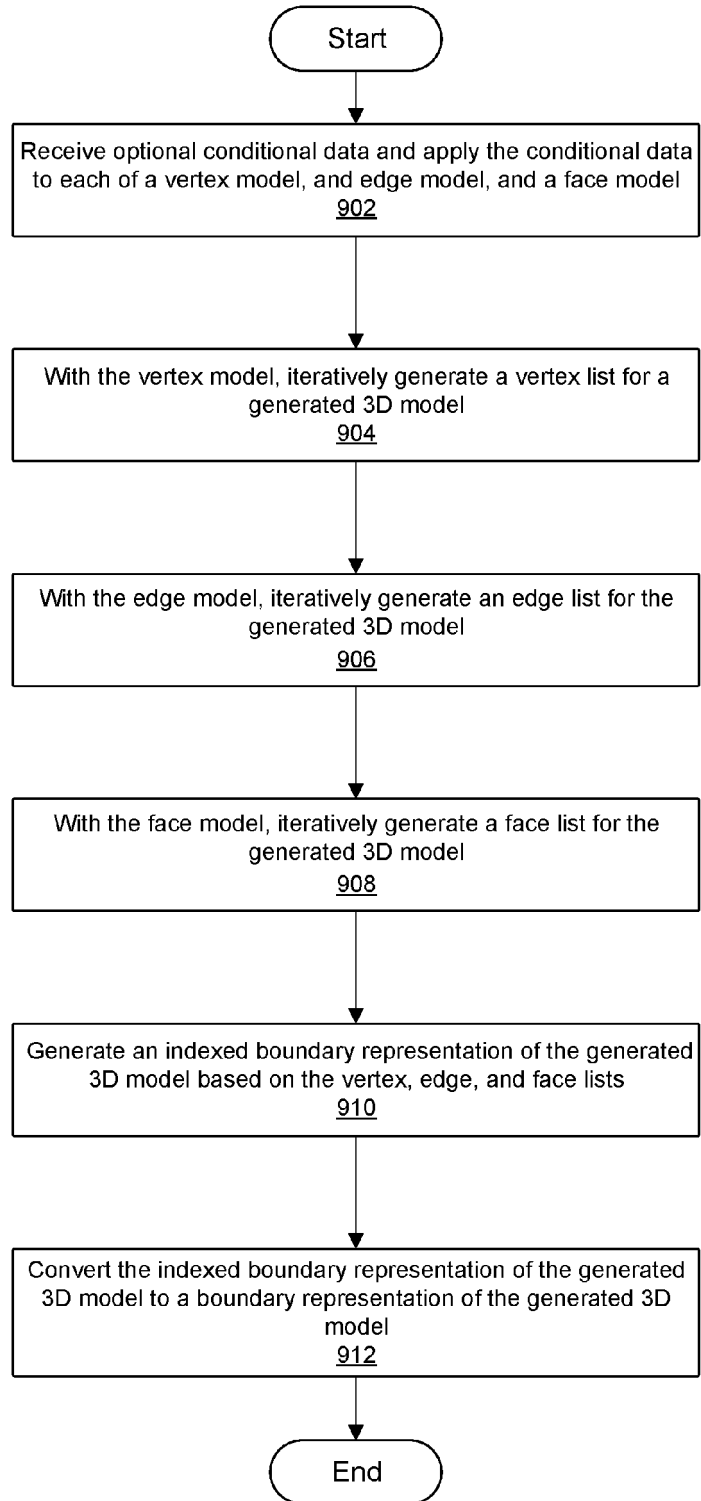 Start
Receive optional conditional data and apply the conditional data
to each of a vertex model, and edge model, and a face model
902
With the vertex model, iteratively generate a vertex list for a
generated 3D model
904
With the edge model, iteratively generate an edge list for the
generated 3D model
906
With the face model, iteratively generate a face list for the
generated 3D model
908
Generate an indexed boundary representation of the generated
3D model based on the vertex, edge, and face lists
910
Convert the indexed boundary representation of the generated
3D model to a boundary representation of the generated 3D
model
912
End